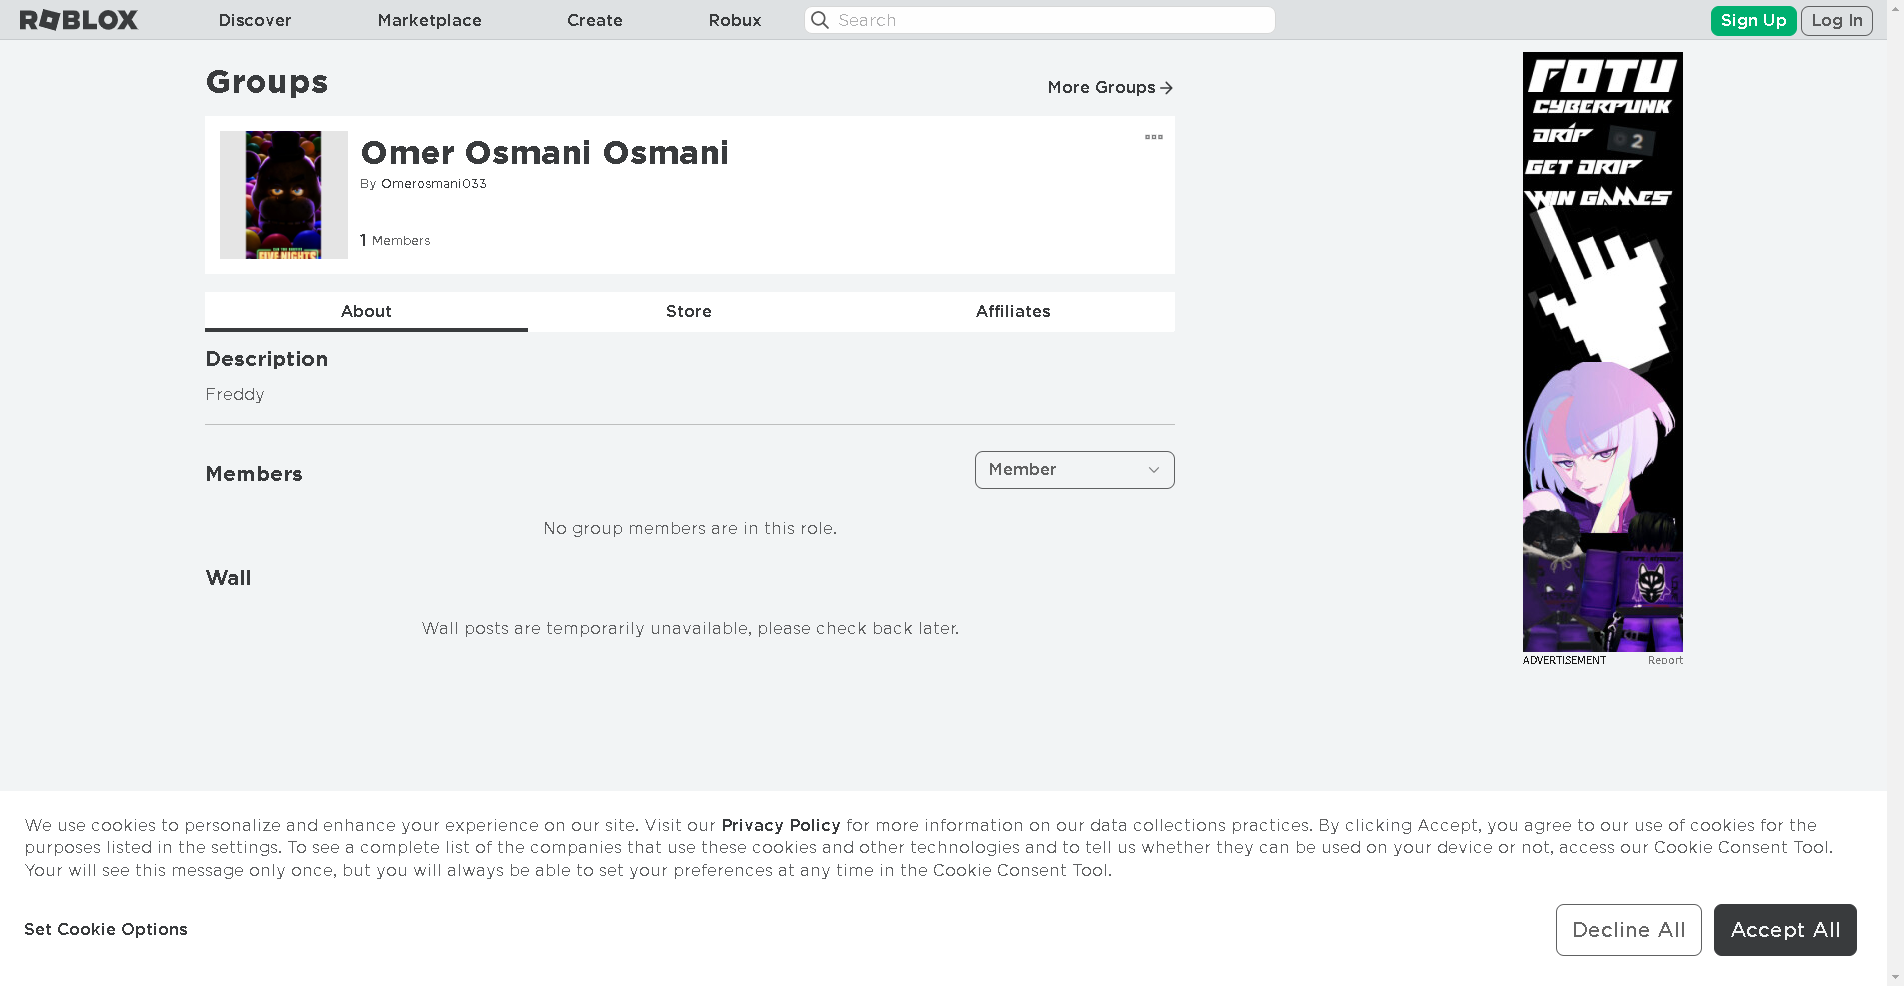 ROBLOX
Discover
Marketplace
Create
Robux
Search
Sign Up
Log In
Groups
More Groups
Omer Osmani Osmani
By Omerosmani033
1 Members
FIVE NIGHTS
About
Store
Affiliates
Description
Freddy
Members
Member
No group members are in this role.
Wall
Wall posts are temporarily unavailable, please check back later.
FOTU
CYBERPUNK
DRIP 2
GET DRIP
WIN GAMES
ADVERTISEMENT
Report
We use cookies to personalize and enhance your experience on our site. Visit our Privacy Policy for more information on our data collections practices. By clicking Accept, you agree to our use of cookies for the
purposes listed in the settings. To see a complete list of the companies that use these cookies and other technologies and to tell us whether they can be used on your device or not, access our Cookie Consent Tool.
Your will see this message only once, but you will always be able to set your preferences at any time in the Cookie Consent Tool.
Set Cookie Options
Decline All
Accept All